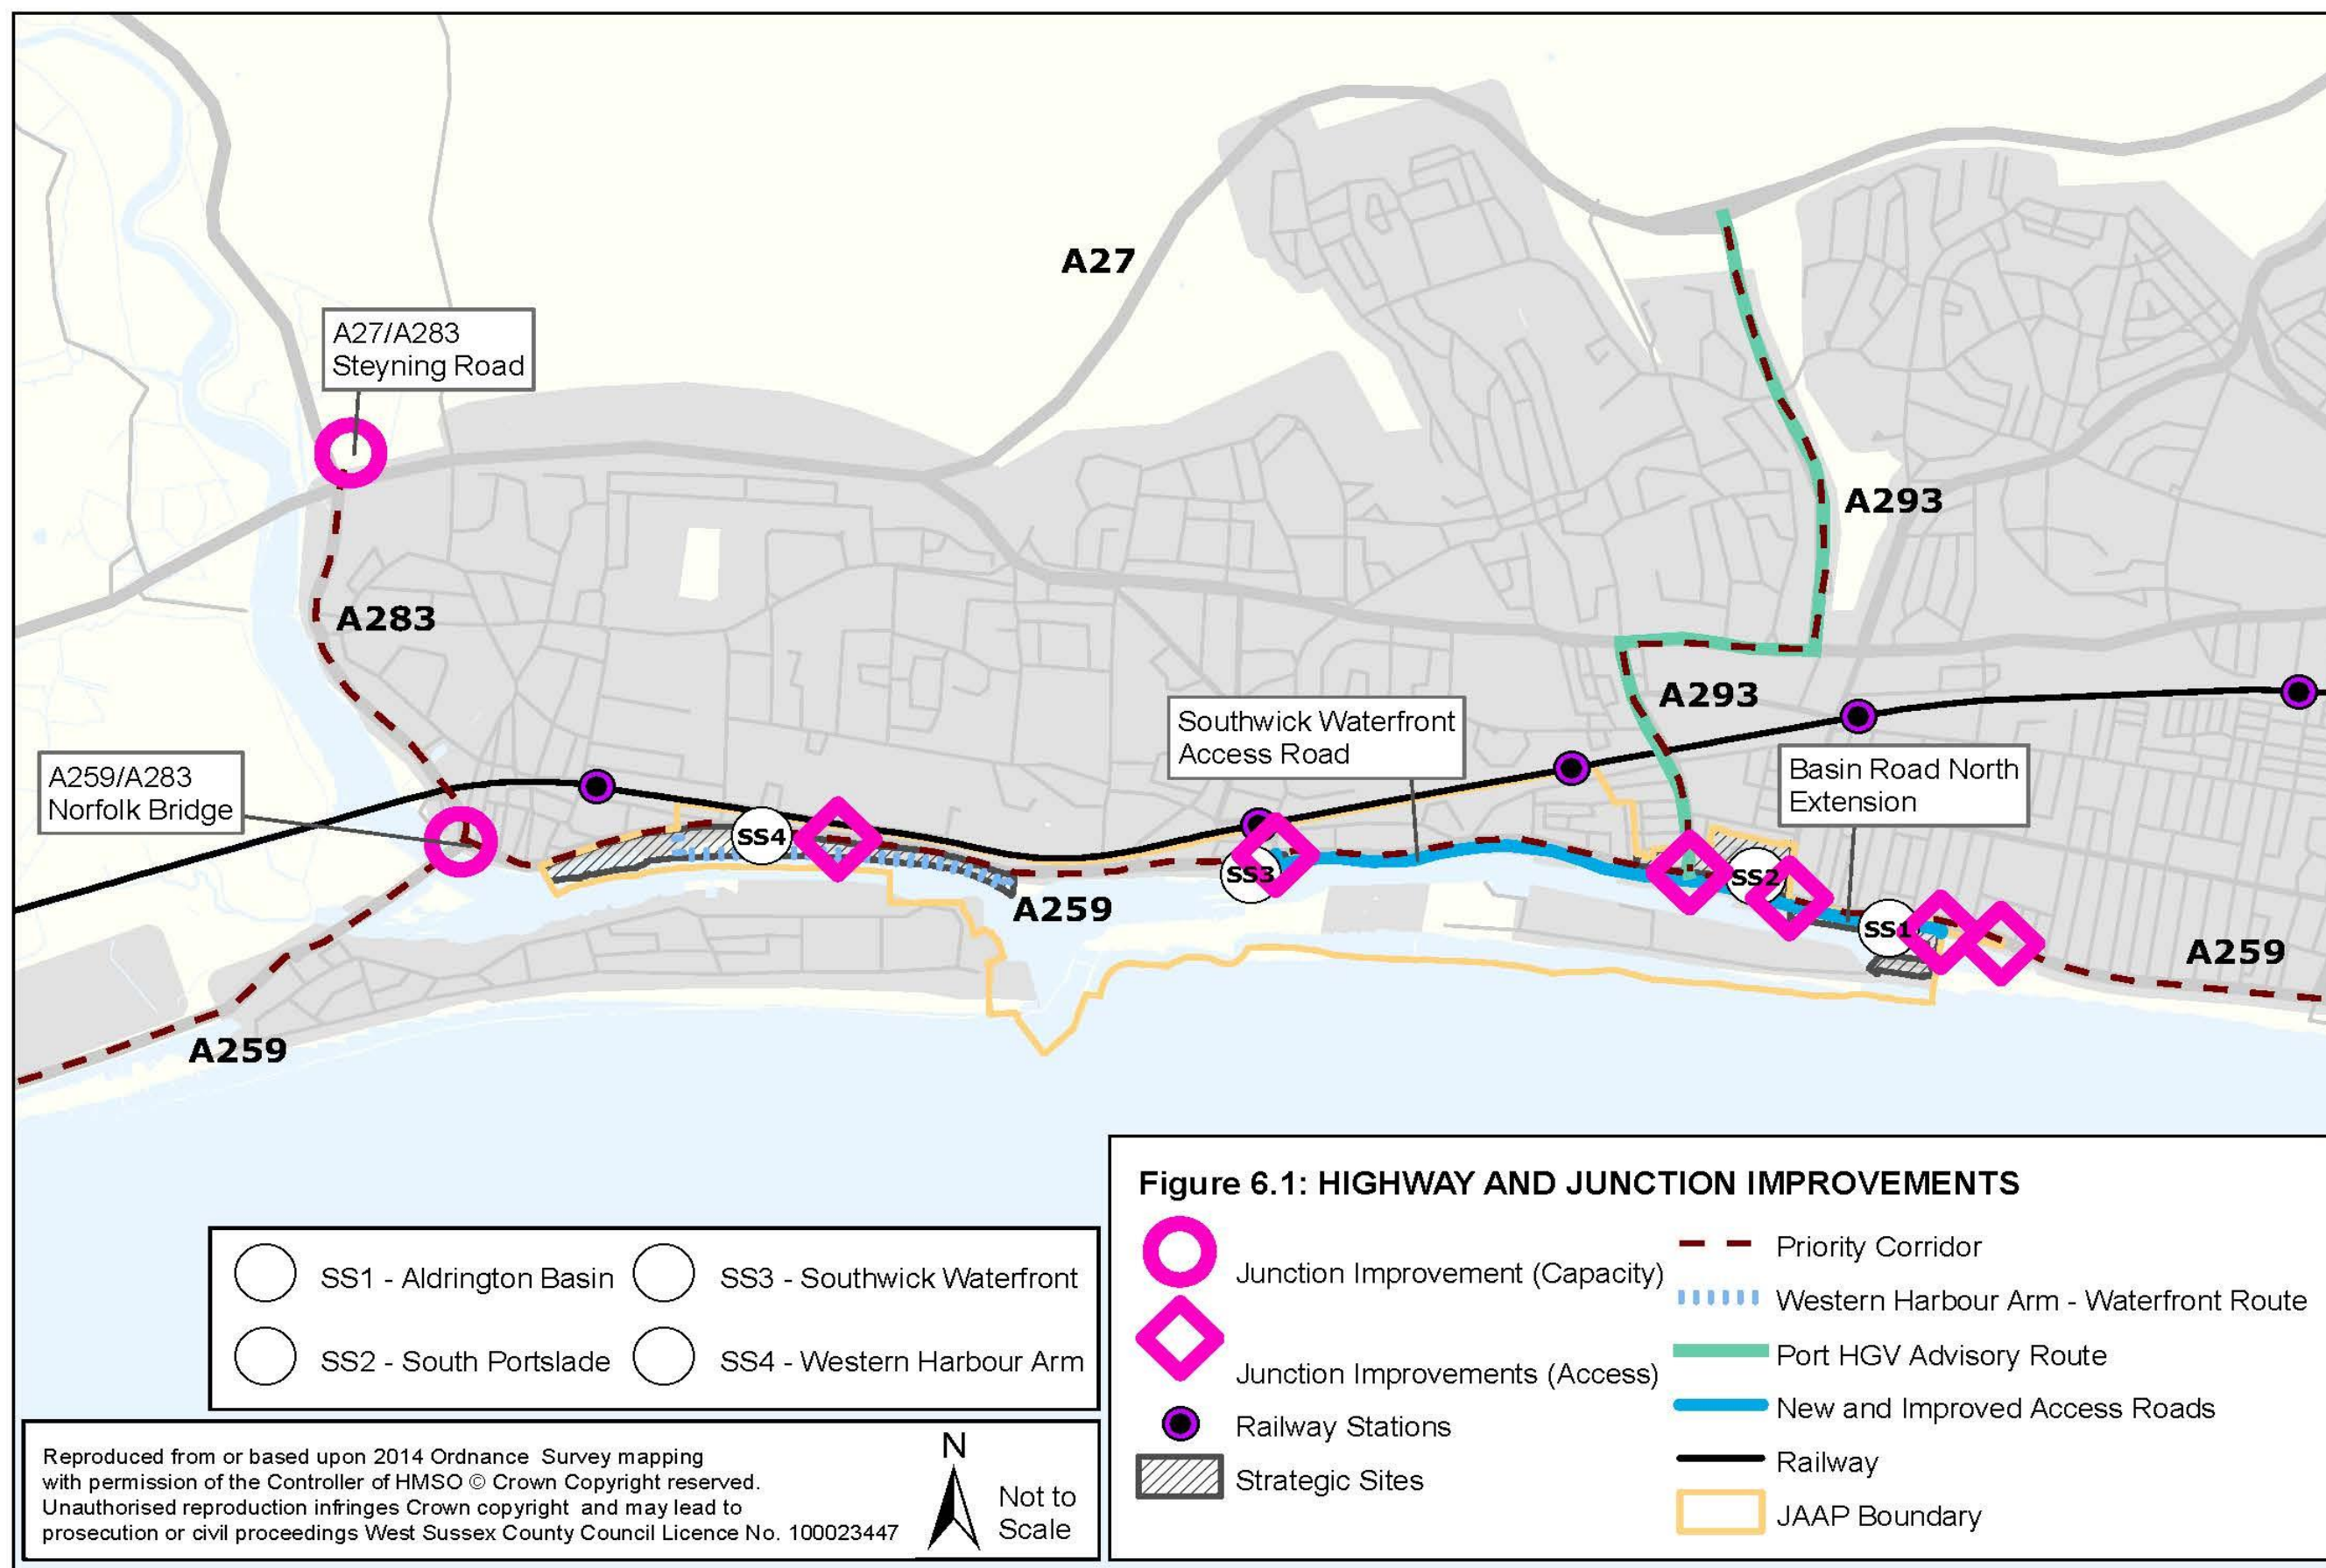 A27
A27/A283
Steyning Road
A293
A283
A293
Southwick Waterfront
Access Road
A259/A283
Norfolk Bridge
Basin Road North
Extension
SS4
SS3
SS2
SS1
A259
A259
A259
Figure 6.1: HIGHWAY AND JUNCTION IMPROVEMENTS
Junction Improvement (Capacity)
Junction Improvements (Access)
Railway Stations
Strategic Sites
Priority Corridor
Western Harbour Arm - Waterfront Route
Port HGV Advisory Route
New and Improved Access Roads
Railway
JAAP Boundary
SS1 - Aldrington Basin
SS3 - Southwick Waterfront
SS2 - South Portslade
SS4 - Western Harbour Arm
Reproduced from or based upon 2014 Ordnance Survey mapping
with permission of the Controller of HMSO © Crown Copyright reserved.
Unauthorised reproduction infringes Crown copyright and may lead to
prosecution or civil proceedings West Sussex County Council Licence No. 100023447
N
Not to
Scale